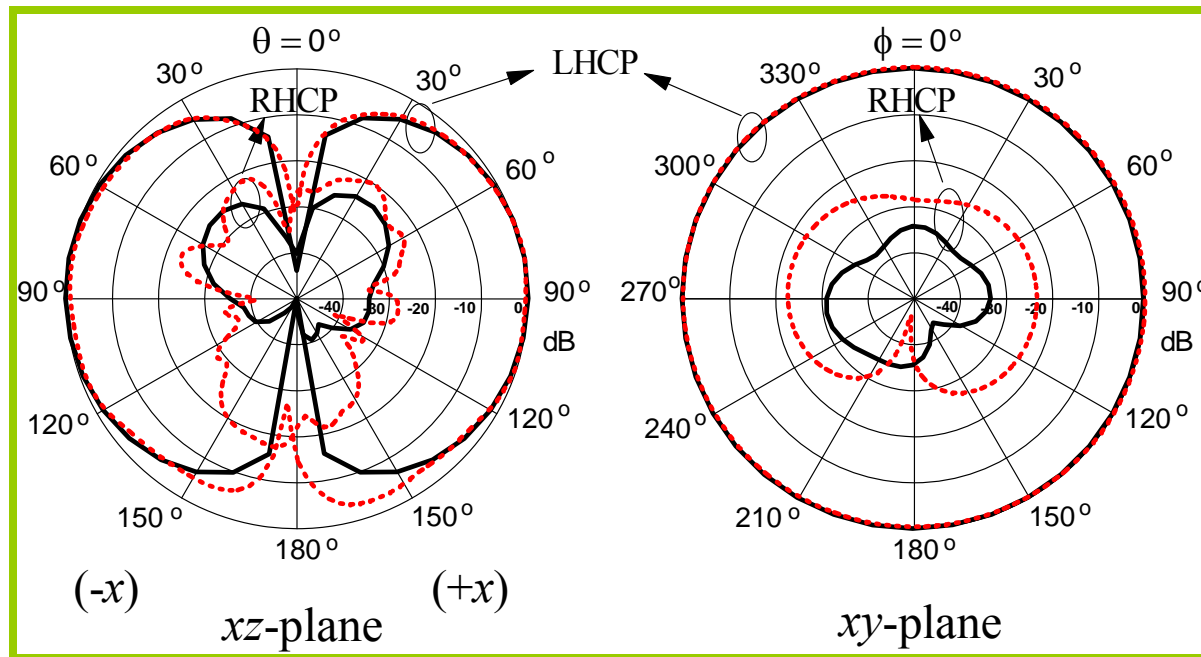 θ = 0°
30°
30°
60°
60°
90°
90°
dB
120°
120°
150°
150°
180°
-40
-30
-20
-10
0
RHCP
LHCP
(-x)
(+x)
xz-plane
ϕ = 0°
330°
30°
300°
60°
270°
90°
dB
240°
120°
210°
150°
180°
-40
-30
-20
-10
0
RHCP
xy-plane